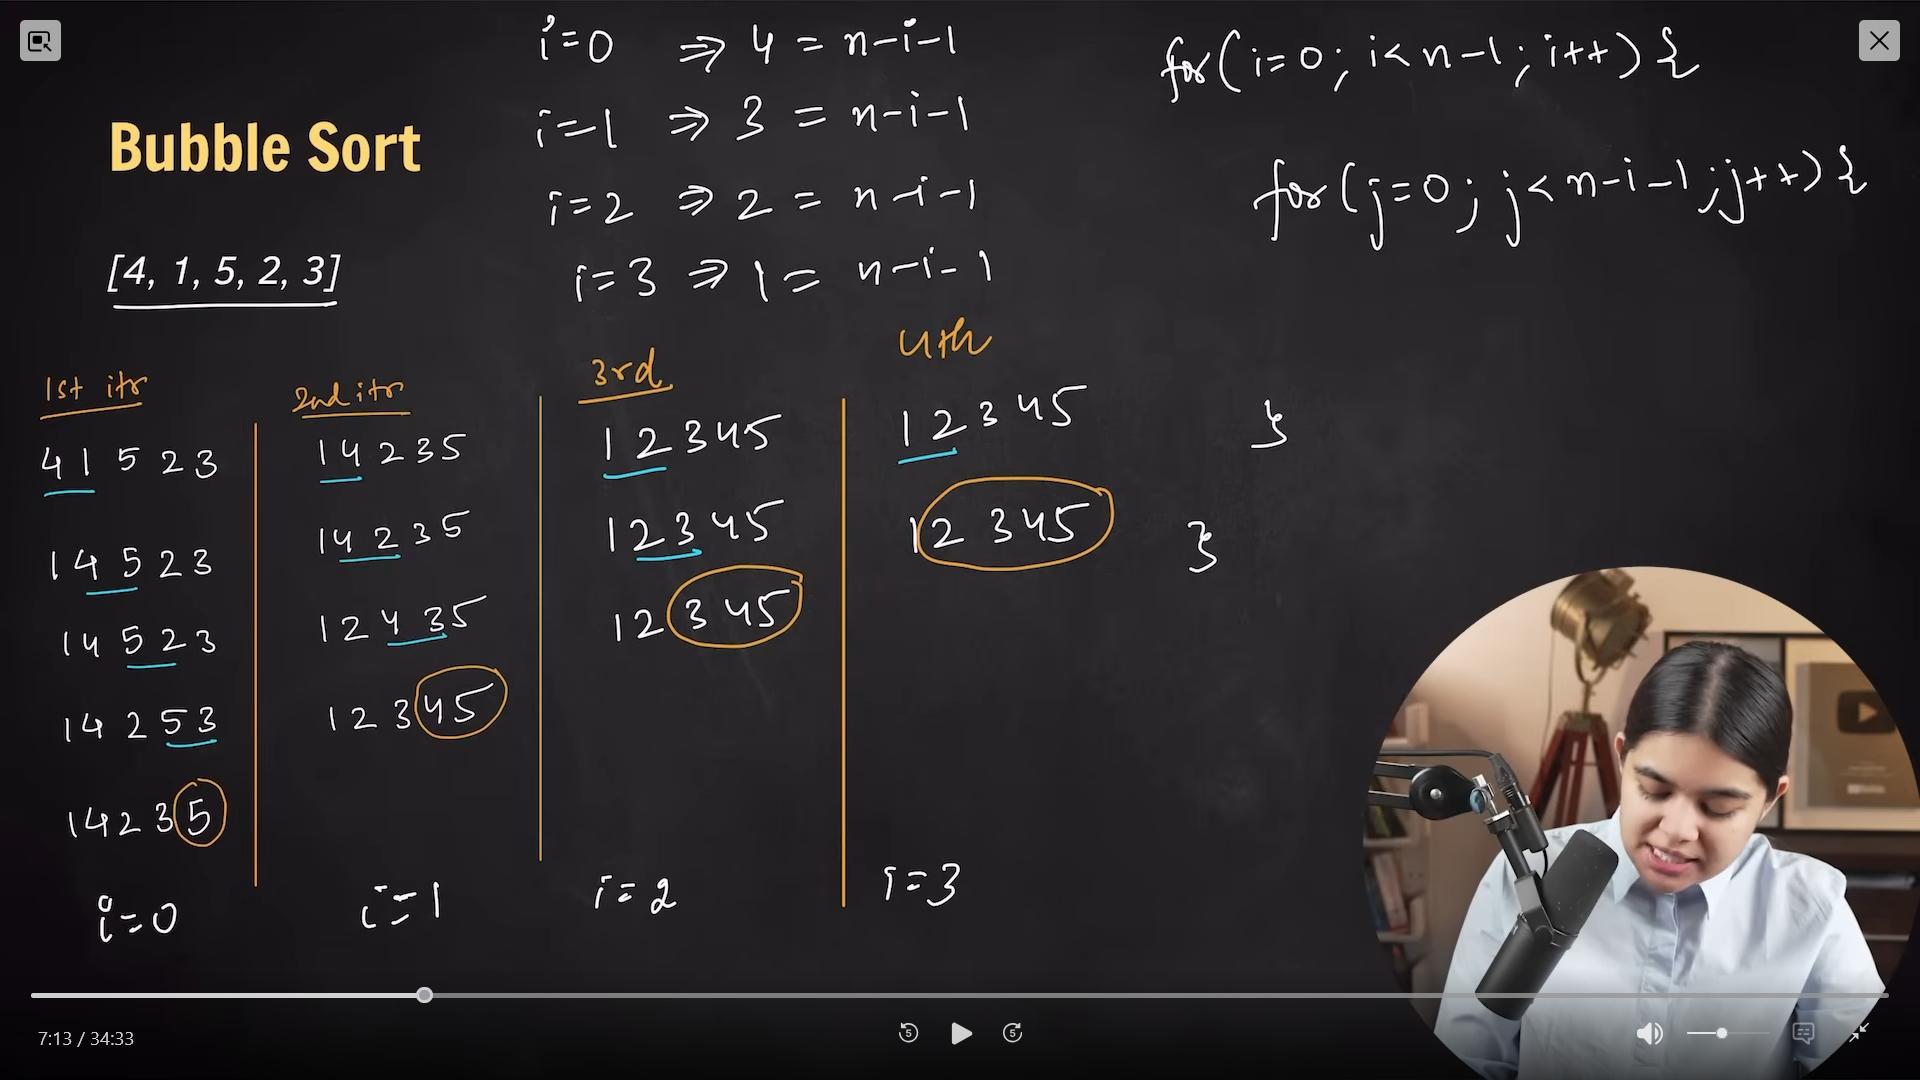 i=0 ⇒ 4 = n-i-1
i=1 ⇒ 3 = n-i-1
i=2 ⇒ 2 = n-i-1
i=3 ⇒ 1 = n-i-1
for(i=0; i<n-1; i++){
for(j=0; j<n-i-1; j++){
}
}
Bubble Sort
[4, 1, 5, 2, 3]
1st itr
4 1 5 2 3
1 4 5 2 3
1 4 5 2 3
1 4 2 5 3
1 4 2 3 5
i=0
2nd itr
1 4 2 3 5
1 4 2 3 5
1 2 4 3 5
1 2 3 4 5
i=1
3rd
1 2 3 4 5
1 2 3 4 5
1 2 3 4 5
i=2
4th
1 2 3 4 5
1 2 3 4 5
i=3
7:13 / 34:33
5
5